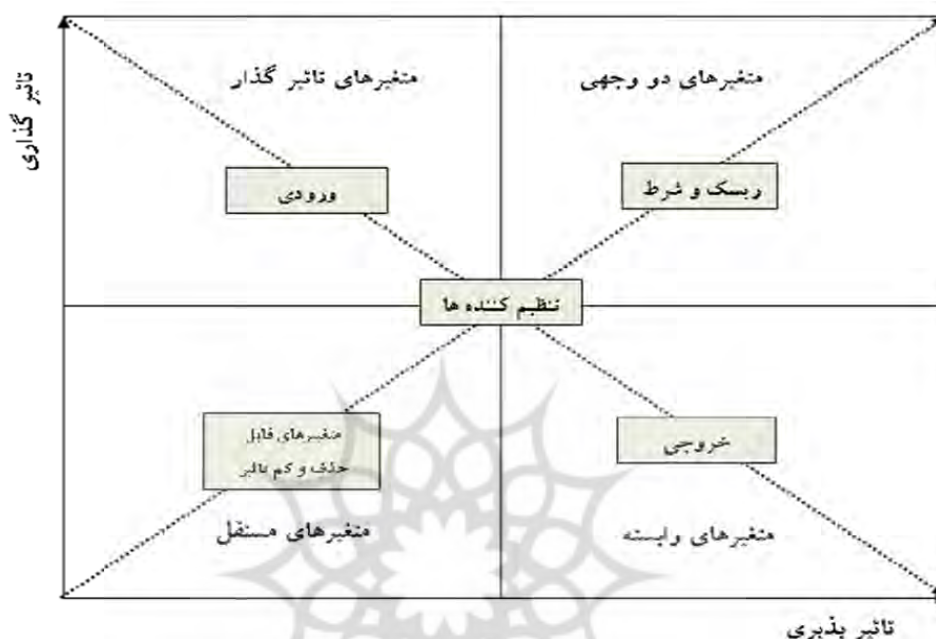 تاثیر گذاری
متغیرهای دو وجهی
متغیرهای تاثیر گذار
ریسک و شرط
ورودی
تنظیم کننده ها
خروجی
متغییرهای قابل
حذف و کم تاثیر
متغیرهای وابسته
متغیرهای مستقل
تاثیر پذیری